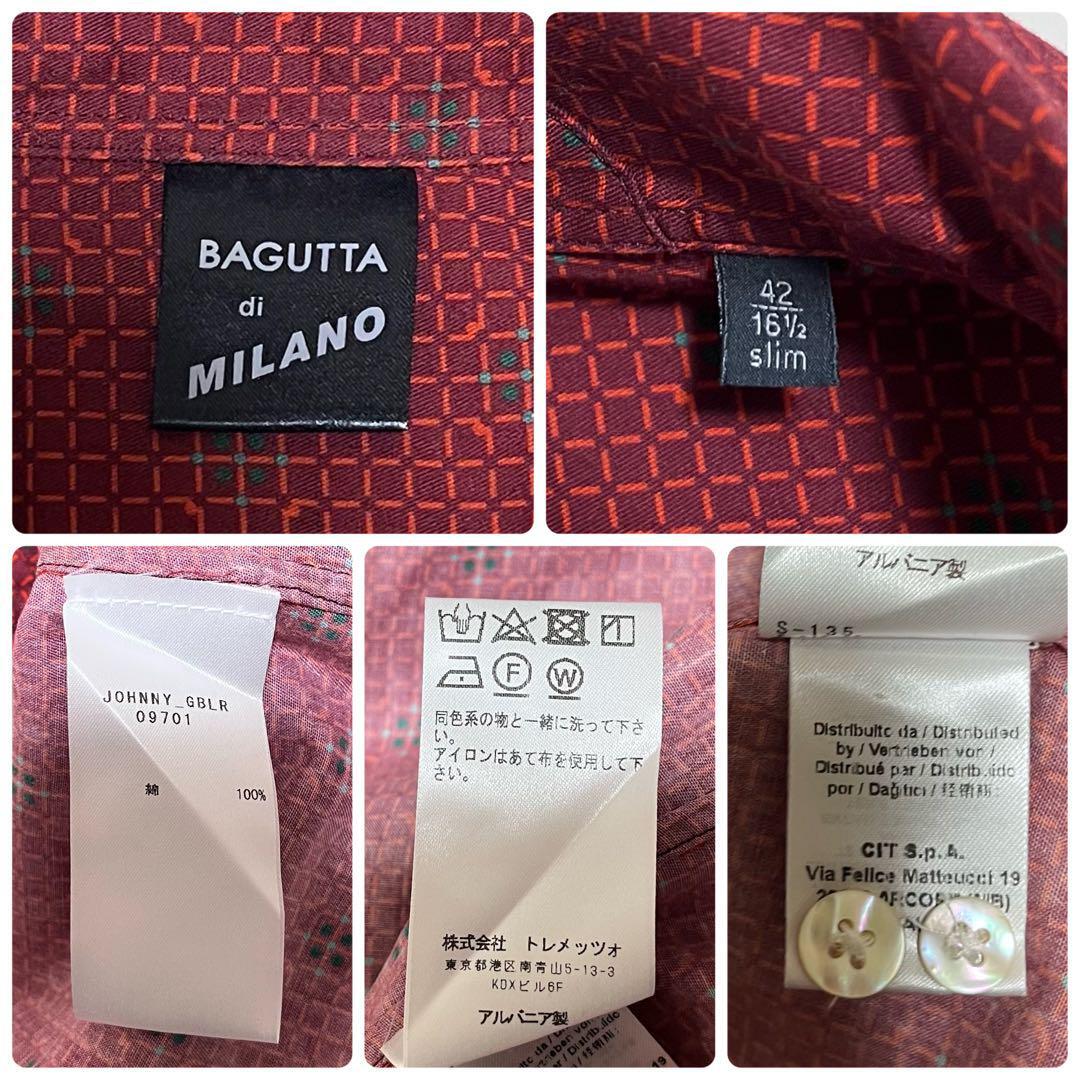 BAGUTTA
di
MILANO
42
16½
slim
JOHNNY_GBLR
09701
綿 100%
同色系の物と一緒に洗って下さ
い。
アイロンはあて布を使用して下
さい。
株式会社 トレメッツォ
東京都港区南青山5-13-3
KDXビル6F
アルバニア製
アルバニア製
S-135
Distribuito da / Distributed
by / Vertrieben von /
Distribué par / Distribuido
por / Dağıtıcı / 经销商:
CIT S.p.A.
Via Felice Matteucci 19